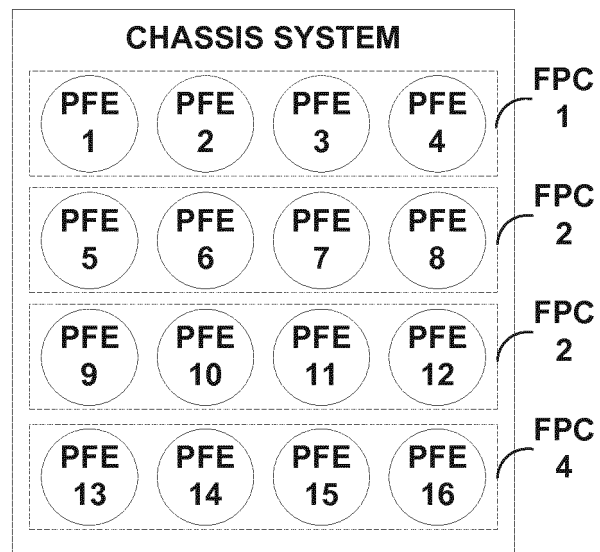 CHASSIS SYSTEM
PFE 1 PFE 2 PFE 3 PFE 4 FPC 1
PFE 5 PFE 6 PFE 7 PFE 8 FPC 2
PFE 9 PFE 10 PFE 11 PFE 12 FPC 2
PFE 13 PFE 14 PFE 15 PFE 16 FPC 4